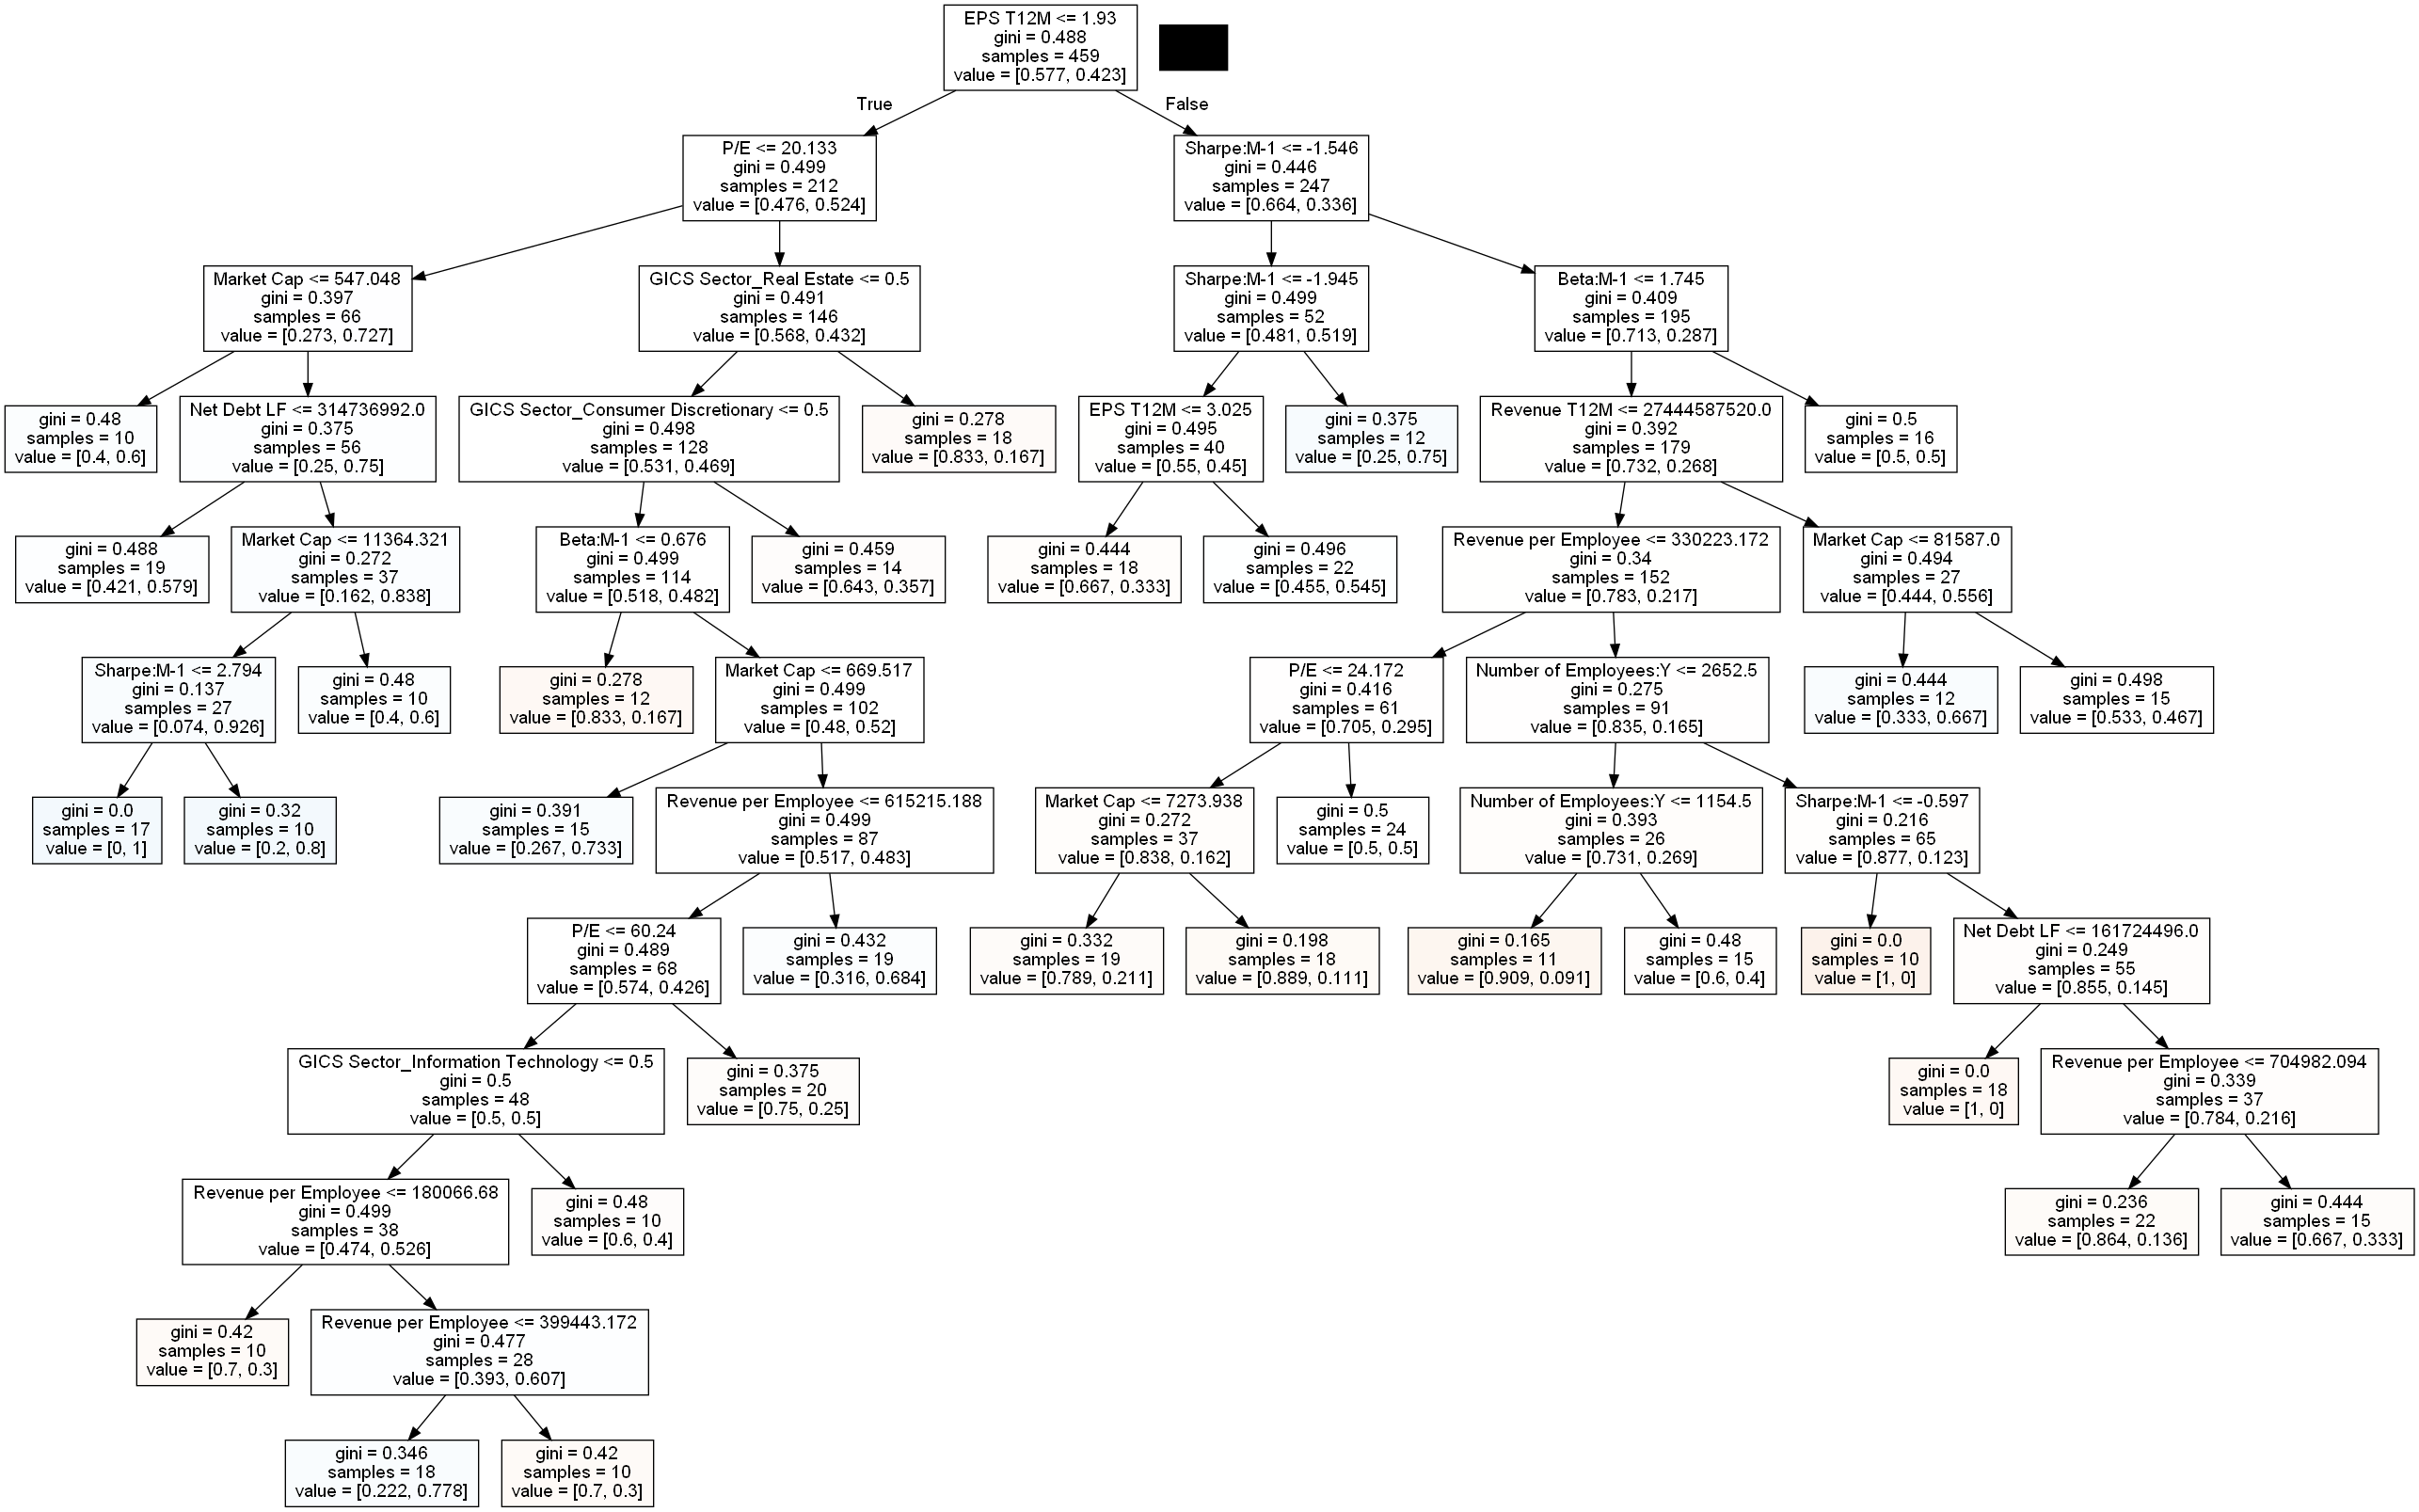 EPS T12M <= 1.93
gini = 0.488
samples = 459
value = [0.577, 0.423]
True
False
P/E <= 20.133
gini = 0.499
samples = 212
value = [0.476, 0.524]
Sharpe:M-1 <= -1.546
gini = 0.446
samples = 247
value = [0.664, 0.336]
Market Cap <= 547.048
gini = 0.397
samples = 66
value = [0.273, 0.727]
GICS Sector_Real Estate <= 0.5
gini = 0.491
samples = 146
value = [0.568, 0.432]
Sharpe:M-1 <= -1.945
gini = 0.499
samples = 52
value = [0.481, 0.519]
Beta:M-1 <= 1.745
gini = 0.409
samples = 195
value = [0.713, 0.287]
gini = 0.48
samples = 10
value = [0.4, 0.6]
Net Debt LF <= 314736992.0
gini = 0.375
samples = 56
value = [0.25, 0.75]
GICS Sector_Consumer Discretionary <= 0.5
gini = 0.498
samples = 128
value = [0.531, 0.469]
gini = 0.278
samples = 18
value = [0.833, 0.167]
EPS T12M <= 3.025
gini = 0.495
samples = 40
value = [0.55, 0.45]
gini = 0.375
samples = 12
value = [0.25, 0.75]
Revenue T12M <= 27444587520.0
gini = 0.392
samples = 179
value = [0.732, 0.268]
gini = 0.5
samples = 16
value = [0.5, 0.5]
gini = 0.488
samples = 19
value = [0.421, 0.579]
Market Cap <= 11364.321
gini = 0.272
samples = 37
value = [0.162, 0.838]
Beta:M-1 <= 0.676
gini = 0.499
samples = 114
value = [0.518, 0.482]
gini = 0.459
samples = 14
value = [0.643, 0.357]
gini = 0.444
samples = 18
value = [0.667, 0.333]
gini = 0.496
samples = 22
value = [0.455, 0.545]
Revenue per Employee <= 330223.172
gini = 0.34
samples = 152
value = [0.783, 0.217]
Market Cap <= 81587.0
gini = 0.494
samples = 27
value = [0.444, 0.556]
Sharpe:M-1 <= 2.794
gini = 0.137
samples = 27
value = [0.074, 0.926]
gini = 0.48
samples = 10
value = [0.4, 0.6]
gini = 0.278
samples = 12
value = [0.833, 0.167]
Market Cap <= 669.517
gini = 0.499
samples = 102
value = [0.48, 0.52]
P/E <= 24.172
gini = 0.416
samples = 61
value = [0.705, 0.295]
Number of Employees:Y <= 2652.5
gini = 0.275
samples = 91
value = [0.835, 0.165]
gini = 0.444
samples = 12
value = [0.333, 0.667]
gini = 0.498
samples = 15
value = [0.533, 0.467]
gini = 0.0
samples = 17
value = [0, 1]
gini = 0.32
samples = 10
value = [0.2, 0.8]
gini = 0.391
samples = 15
value = [0.267, 0.733]
Revenue per Employee <= 615215.188
gini = 0.499
samples = 87
value = [0.517, 0.483]
Market Cap <= 7273.938
gini = 0.272
samples = 37
value = [0.838, 0.162]
gini = 0.5
samples = 24
value = [0.5, 0.5]
Number of Employees:Y <= 1154.5
gini = 0.393
samples = 26
value = [0.731, 0.269]
Sharpe:M-1 <= -0.597
gini = 0.216
samples = 65
value = [0.877, 0.123]
P/E <= 60.24
gini = 0.489
samples = 68
value = [0.574, 0.426]
gini = 0.432
samples = 19
value = [0.316, 0.684]
gini = 0.332
samples = 19
value = [0.789, 0.211]
gini = 0.198
samples = 18
value = [0.889, 0.111]
gini = 0.165
samples = 11
value = [0.909, 0.091]
gini = 0.48
samples = 15
value = [0.6, 0.4]
gini = 0.0
samples = 10
value = [1, 0]
Net Debt LF <= 161724496.0
gini = 0.249
samples = 55
value = [0.855, 0.145]
GICS Sector_Information Technology <= 0.5
gini = 0.5
samples = 48
value = [0.5, 0.5]
gini = 0.375
samples = 20
value = [0.75, 0.25]
gini = 0.0
samples = 18
value = [1, 0]
Revenue per Employee <= 704982.094
gini = 0.339
samples = 37
value = [0.784, 0.216]
Revenue per Employee <= 180066.68
gini = 0.499
samples = 38
value = [0.474, 0.526]
gini = 0.48
samples = 10
value = [0.6, 0.4]
gini = 0.236
samples = 22
value = [0.864, 0.136]
gini = 0.444
samples = 15
value = [0.667, 0.333]
gini = 0.42
samples = 10
value = [0.7, 0.3]
Revenue per Employee <= 399443.172
gini = 0.477
samples = 28
value = [0.393, 0.607]
gini = 0.346
samples = 18
value = [0.222, 0.778]
gini = 0.42
samples = 10
value = [0.7, 0.3]